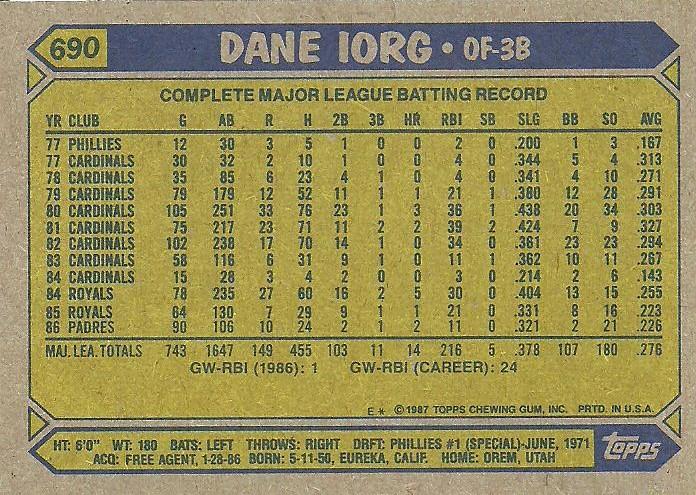 690 DANE IORG • OF-3B
COMPLETE MAJOR LEAGUE BATTING RECORD
YR CLUB G AB R H 2B 3B HR RBI SB SLG BB SO AVG
77 PHILLIES 12 30 3 5 1 0 0 2 0 .200 1 3 .167
77 CARDINALS 30 32 2 10 1 0 0 4 0 .344 5 4 .313
78 CARDINALS 35 85 6 23 4 1 0 4 0 .341 4 10 .271
79 CARDINALS 79 179 12 52 11 1 1 21 1 .380 12 28 .291
80 CARDINALS 105 251 33 76 23 1 3 36 1 .438 20 34 .303
81 CARDINALS 75 217 23 71 11 2 2 39 2 .424 7 9 .327
82 CARDINALS 102 238 17 70 14 1 0 34 0 .361 23 23 .294
83 CARDINALS 58 116 6 31 9 1 0 11 1 .362 10 11 .267
84 CARDINALS 15 28 3 4 2 0 0 3 0 .214 2 6 .143
84 ROYALS 78 235 27 60 16 2 5 30 0 .404 13 15 .255
85 ROYALS 64 130 7 29 9 1 1 21 0 .331 8 16 .223
86 PADRES 90 106 10 24 2 1 2 11 0 .321 2 21 .226
MAJ. LEA. TOTALS 743 1647 149 455 103 11 14 216 5 .378 107 180 .276
GW-RBI (1986): 1 GW-RBI (CAREER): 24
E * ©1987 TOPPS CHEWING GUM, INC. PRTD. IN U.S.A.
HT: 6'0" WT: 180 BATS: LEFT THROWS: RIGHT DRFT: PHILLIES #1 (SPECIAL)-JUNE, 1971
ACQ: FREE AGENT, 1-28-86 BORN: 5-11-50, EUREKA, CALIF. HOME: OREM, UTAH
topps